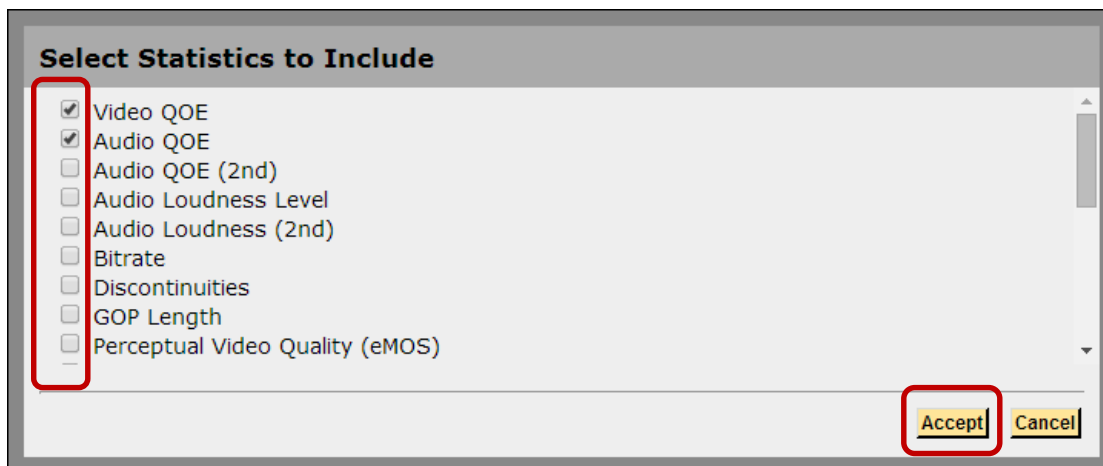 Select Statistics to Include
Video QOE
Audio QOE
Audio QOE (2nd)
Audio Loudness Level
Audio Loudness (2nd)
Bitrate
Discontinuities
GOP Length
Perceptual Video Quality (eMOS)
Accept Cancel